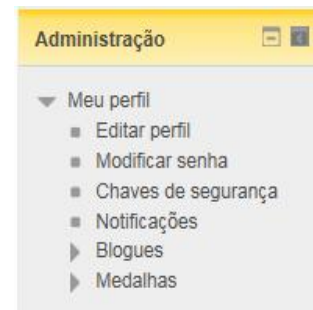 Administração
Meu perfil
Editar perfil
Modificar senha
Chaves de segurança
Notificações
Blogues
Medalhas